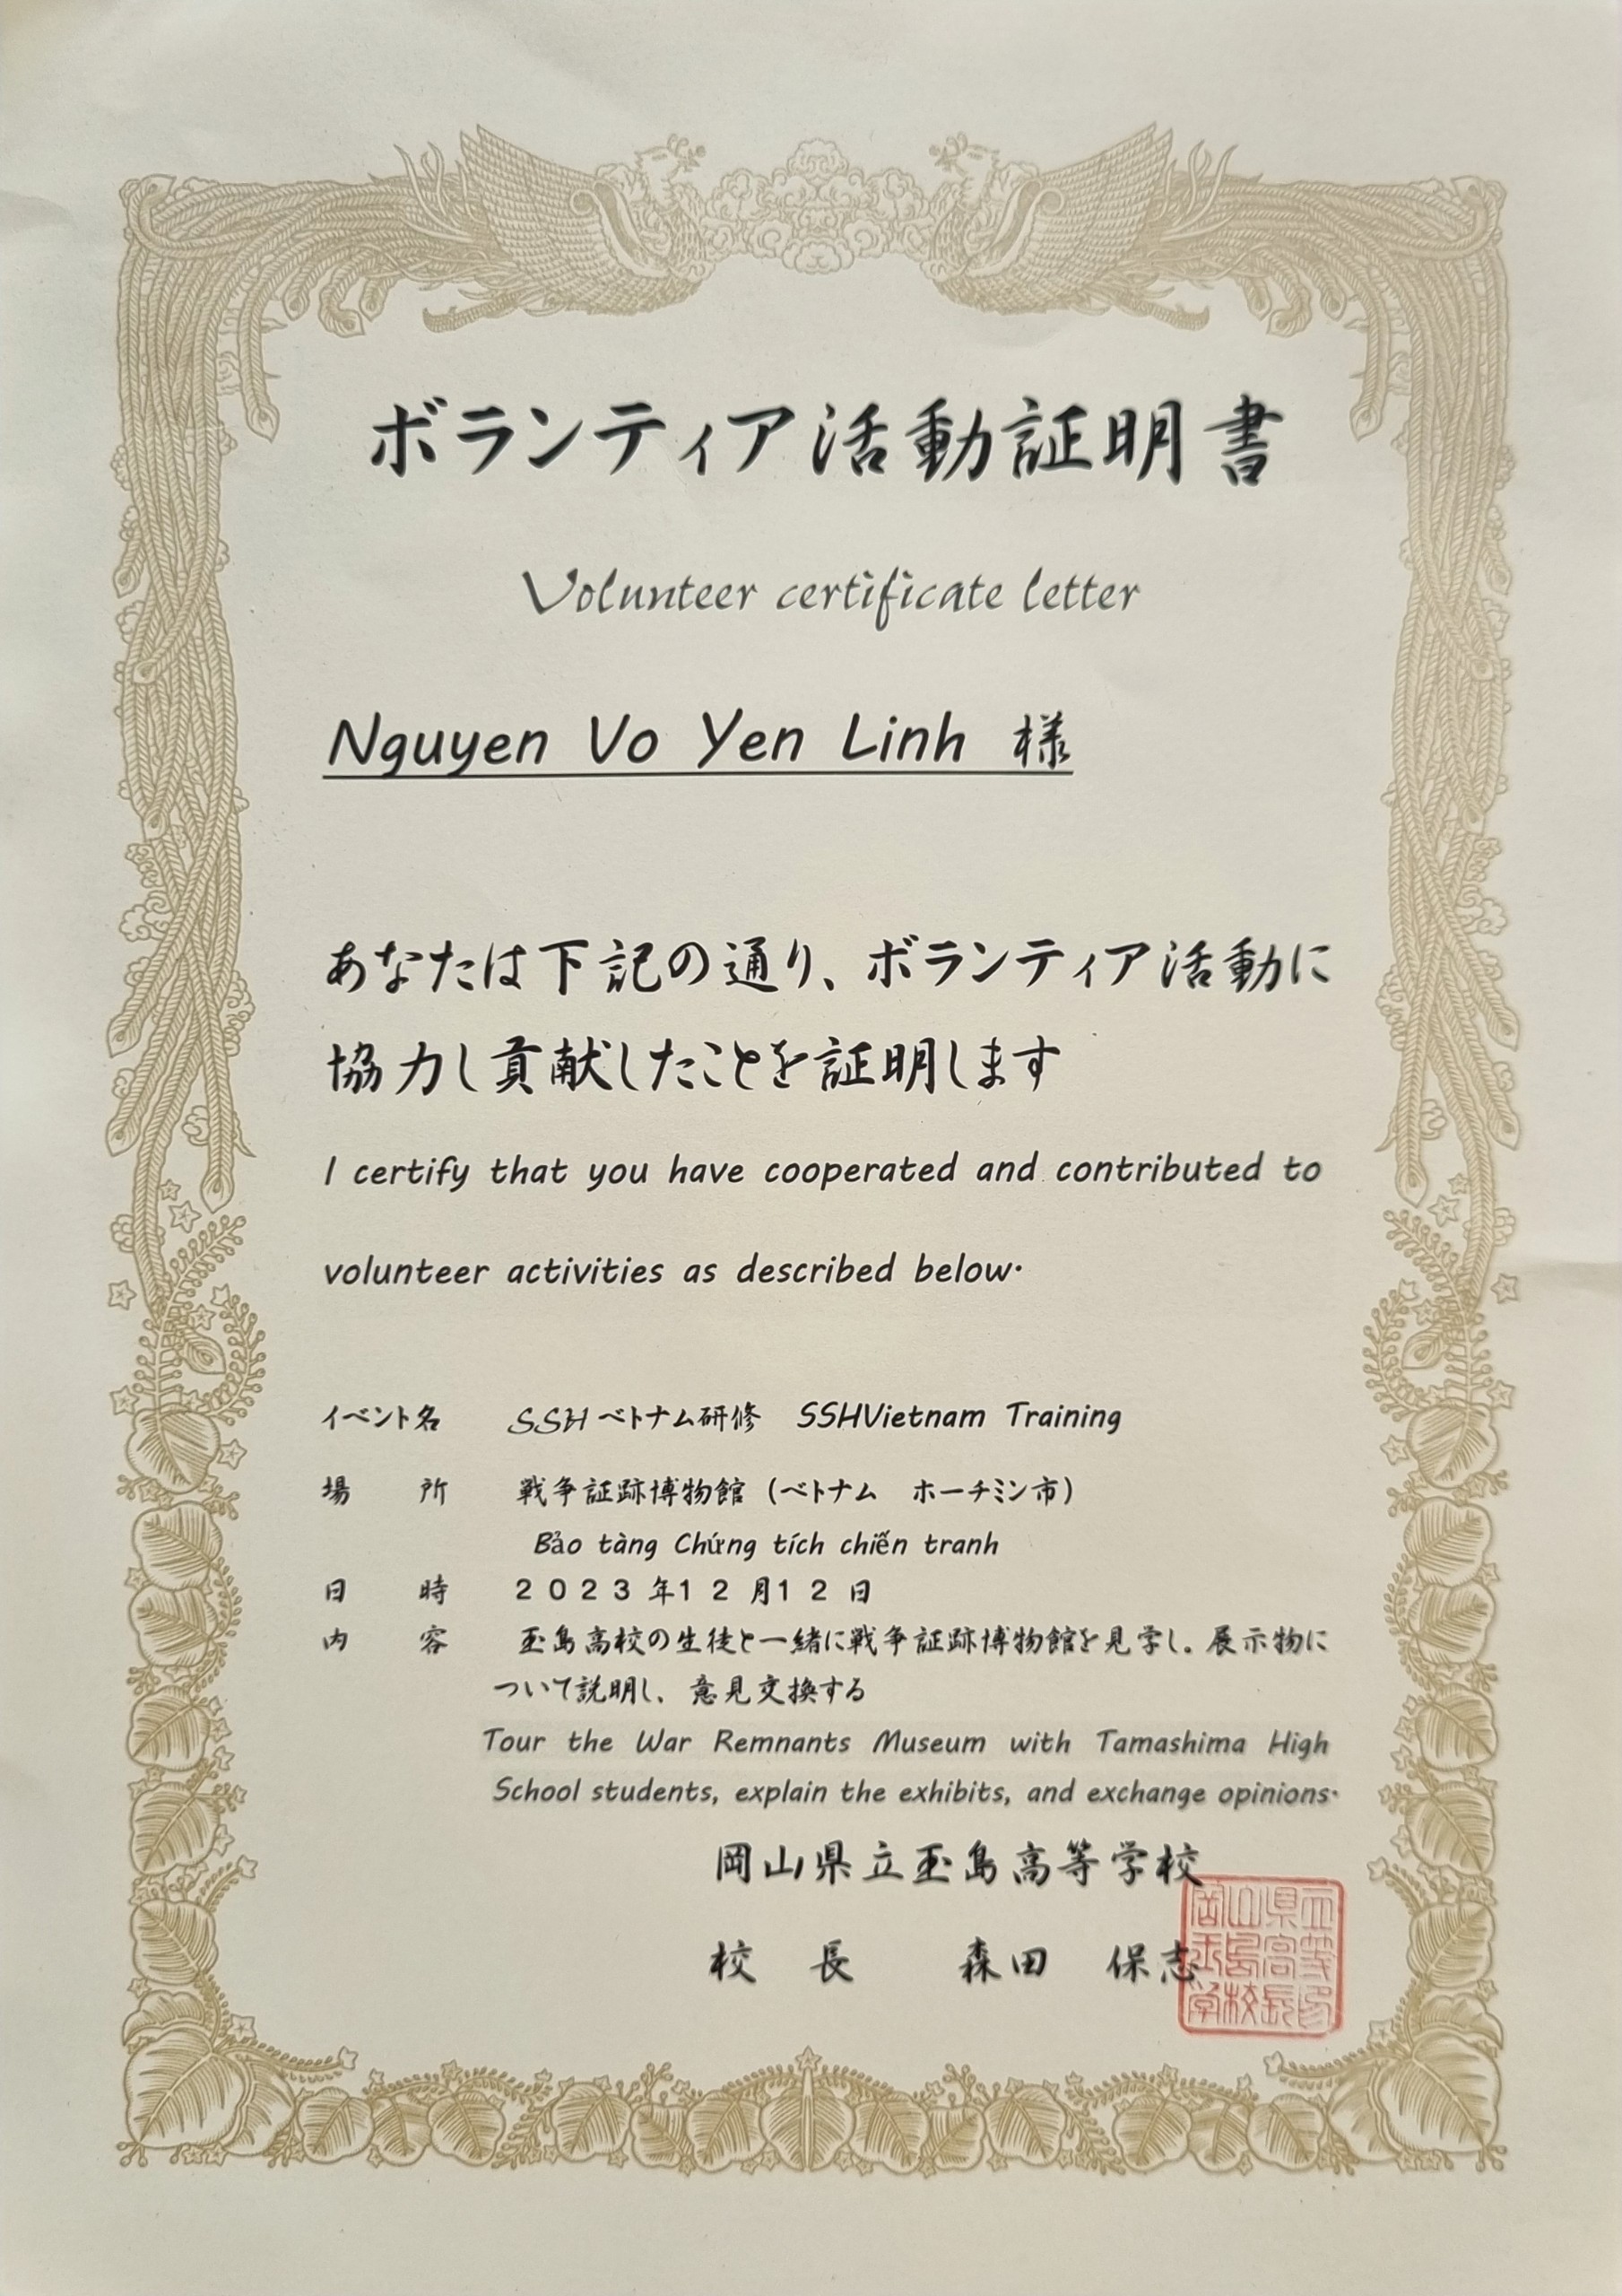 ボランティア活動証明書
Volunteer certificate letter
Nguyen Vo Yen Linh 様
あなたは下記の通り、ボランティア活動に
協力し貢献したことを証明します
I certify that you have cooperated and contributed to
volunteer activities as described below.
イベント名 SSHベトナム研修 SSHVietnam Training
場所 戦争証跡博物館(ベトナム ホーチミン市)
Bảo tàng Chứng tích chiến tranh
日時 2023年12月12日
内容 玉島高校の生徒と一緒に戦争証跡博物館を見学し。展示物に
ついて説明し、意見交換する
Tour the War Remnants Museum with Tamashima High
School students, explain the exhibits, and exchange opinions.
岡山県立玉島高等学校
校長 森田 保志
岡山県立
玉島高等
学校長印